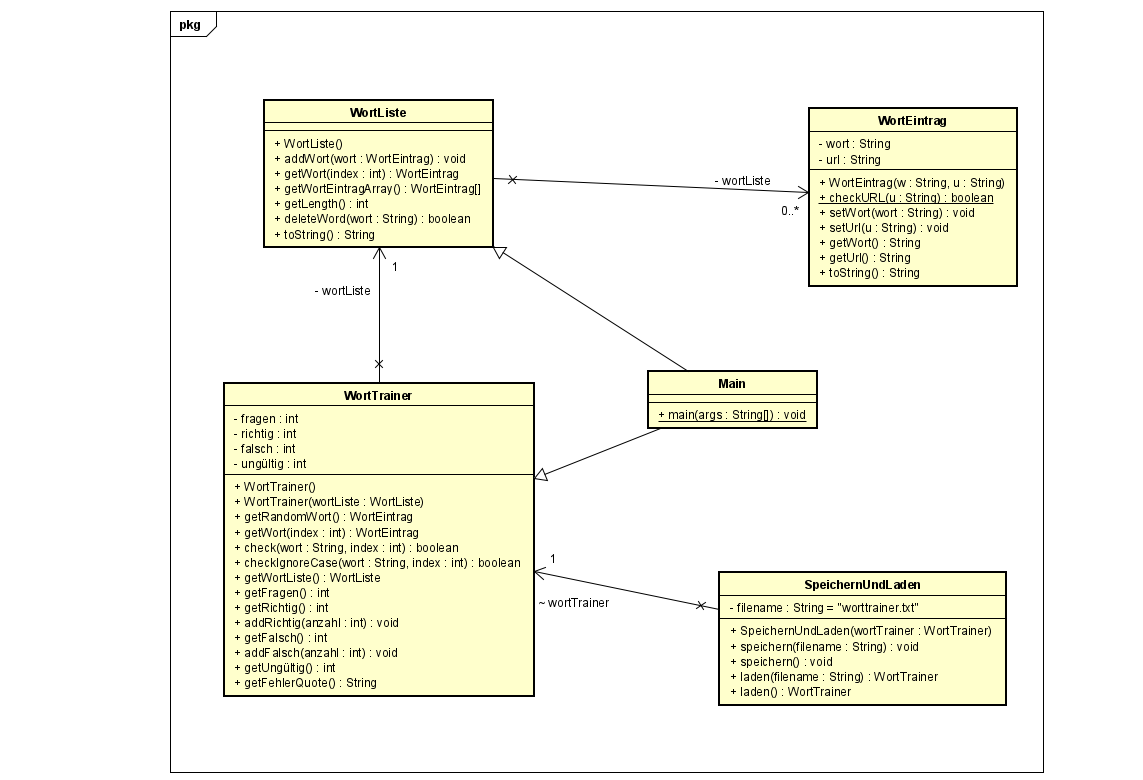 pkg
WortListe
+ WortListe()
+ addWort(wort : WortEintrag) : void
+ getWort(index : int) : WortEintrag
+ getWortEintragArray() : WortEintrag[]
+ getLength() : int
+ deleteWord(wort : String) : boolean
+ toString() : String
- wortListe
0..*
WortEintrag
- wort : String
- url : String
+ WortEintrag(w : String, u : String)
+ checkURL(u : String) : boolean
+ setWort(wort : String) : void
+ setUrl(u : String) : void
+ getWort() : String
+ getUrl() : String
+ toString() : String
1
- wortListe
Main
+ main(args : String[]) : void
WortTrainer
- fragen : int
- richtig : int
- falsch : int
- ungültig : int
+ WortTrainer()
+ WortTrainer(wortListe : WortListe)
+ getRandomWort() : WortEintrag
+ getWort(index : int) : WortEintrag
+ check(wort : String, index : int) : boolean
+ checkIgnoreCase(wort : String, index : int) : boolean
+ getWortListe() : WortListe
+ getFragen() : int
+ getRichtig() : int
+ addRichtig(anzahl : int) : void
+ getFalsch() : int
+ addFalsch(anzahl : int) : void
+ getUngültig() : int
+ getFehlerQuote() : String
1
~ wortTrainer
SpeichernUndLaden
- filename : String = "worttrainer.txt"
+ SpeichernUndLaden(wortTrainer : WortTrainer)
+ speichern(filename : String) : void
+ speichern() : void
+ laden(filename : String) : WortTrainer
+ laden() : WortTrainer